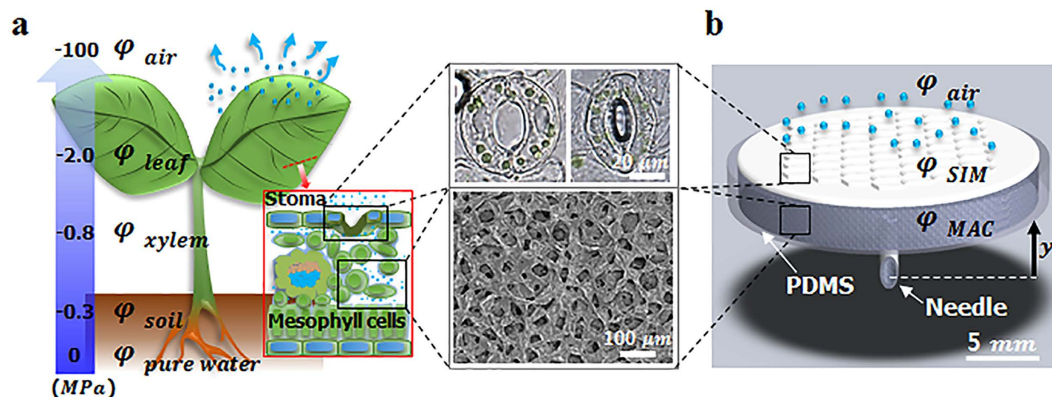 a
b
-100 φ air
-2.0 φ leaf
-0.8 φ xylem
-0.3 φ soil
0 φ pure water
(MPa)
Stoma
Mesophyll cells
20 μm
100 μm
φ air
φ SIM
φ MAC
y
PDMS
Needle
5 mm